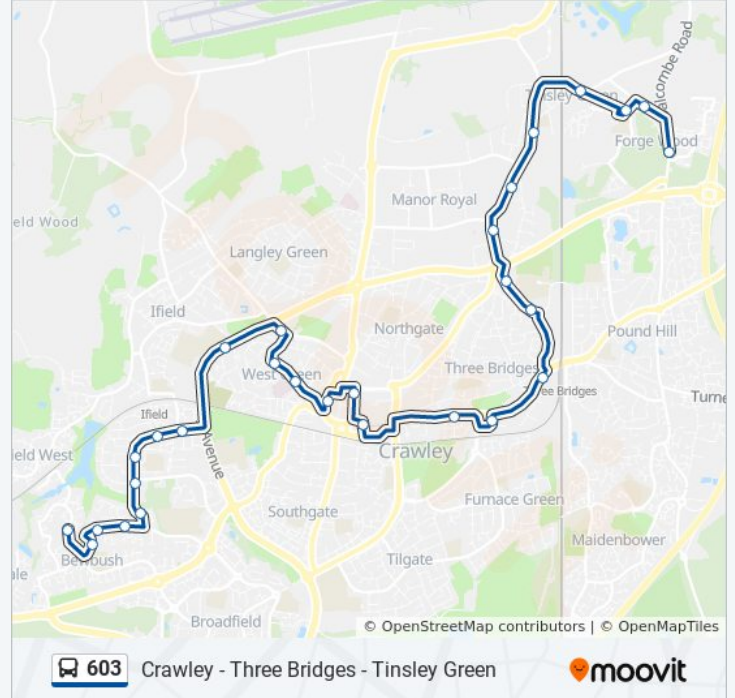 alcombe Road
Tinsley Green
Forge Wood
Manor Royal
eld Wood
Langley Green
Ifield
Northgate
Pound Hill
Three Bridges
West Green
Three Bridges
Turne
Ifield
Avenue
ield West
Crawley
Furnace Green
Southgate
Maidenbower
Bewbush
Tilgate
ale
Broadfield
© OpenStreetMap contributors | © OpenMapTiles
603 Crawley - Three Bridges - Tinsley Green
moovit